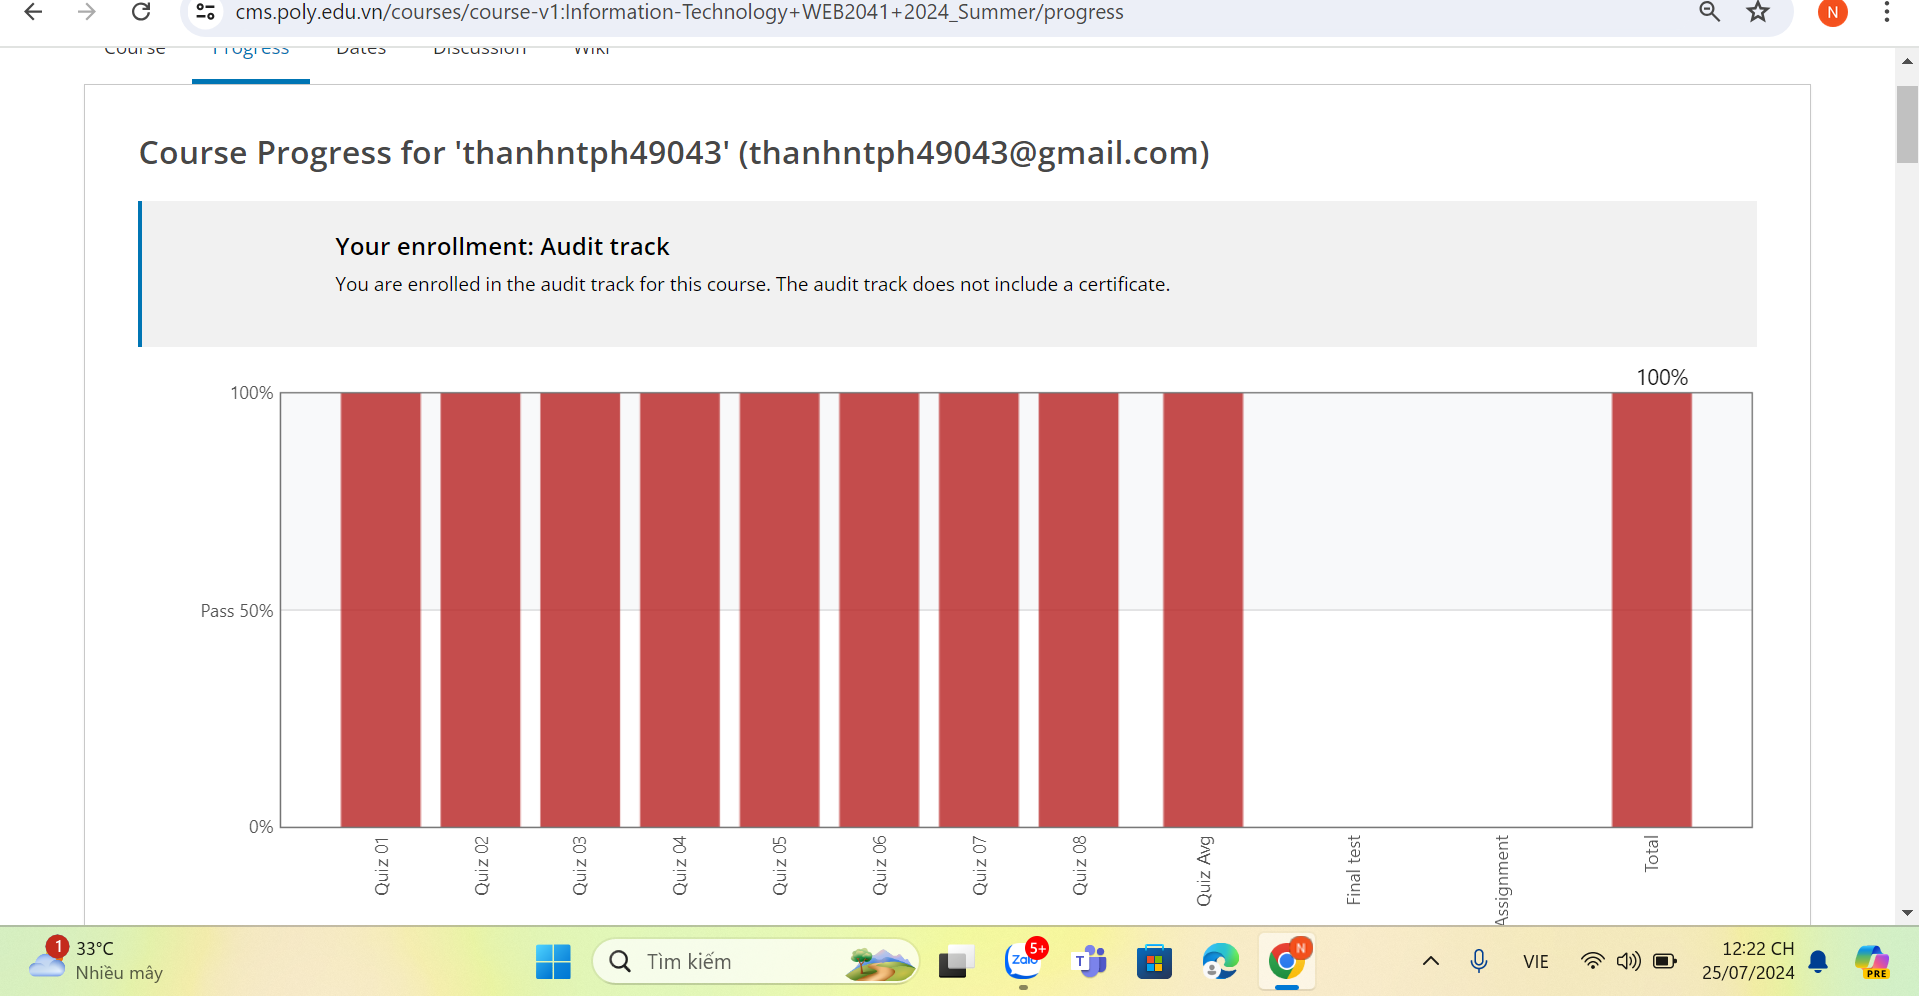 cms.poly.edu.vn/courses/course-v1:Information-Technology+WEB2041+2024_Summer/progress
N
Course Progress Dates Discussion Wiki
Course Progress for 'thanhntph49043' (thanhntph49043@gmail.com)
Your enrollment: Audit track
You are enrolled in the audit track for this course. The audit track does not include a certificate.
100%
100%
Pass 50%
0%
Quiz 01
Quiz 02
Quiz 03
Quiz 04
Quiz 05
Quiz 06
Quiz 07
Quiz 08
Quiz Avg
Final test
Assignment
Total
1
33°C
Nhiều mây
Tìm kiếm
Zalo
5+
T
N
VIE
12:22 CH
25/07/2024
PRE